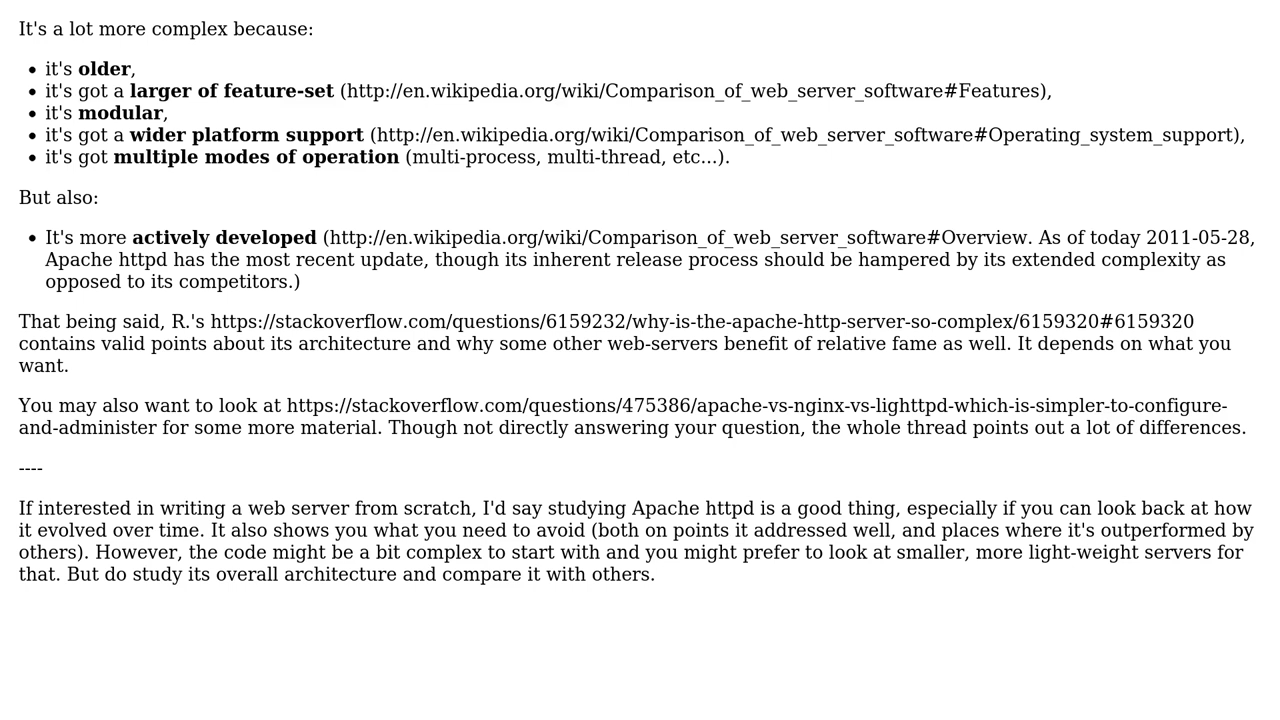 It's a lot more complex because:
• it's older,
• it's got a larger of feature-set (http://en.wikipedia.org/wiki/Comparison_of_web_server_software#Features),
• it's modular,
• it's got a wider platform support (http://en.wikipedia.org/wiki/Comparison_of_web_server_software#Operating_system_support),
• it's got multiple modes of operation (multi-process, multi-thread, etc...).
But also:
• It's more actively developed (http://en.wikipedia.org/wiki/Comparison_of_web_server_software#Overview. As of today 2011-05-28,
Apache httpd has the most recent update, though its inherent release process should be hampered by its extended complexity as
opposed to its competitors.)
That being said, R.'s https://stackoverflow.com/questions/6159232/why-is-the-apache-http-server-so-complex/6159320#6159320
contains valid points about its architecture and why some other web-servers benefit of relative fame as well. It depends on what you
want.
You may also want to look at https://stackoverflow.com/questions/475386/apache-vs-nginx-vs-lighttpd-which-is-simpler-to-configure-
and-administer for some more material. Though not directly answering your question, the whole thread points out a lot of differences.
----
If interested in writing a web server from scratch, I'd say studying Apache httpd is a good thing, especially if you can look back at how
it evolved over time. It also shows you what you need to avoid (both on points it addressed well, and places where it's outperformed by
others). However, the code might be a bit complex to start with and you might prefer to look at smaller, more light-weight servers for
that. But do study its overall architecture and compare it with others.